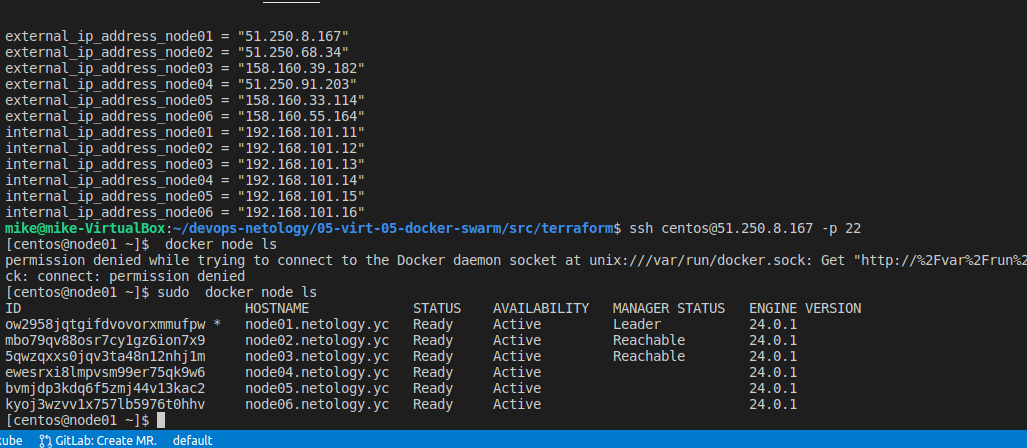 external_ip_address_node01 = "51.250.8.167"
external_ip_address_node02 = "51.250.68.34"
external_ip_address_node03 = "158.160.39.182"
external_ip_address_node04 = "51.250.91.203"
external_ip_address_node05 = "158.160.33.114"
external_ip_address_node06 = "158.160.55.164"
internal_ip_address_node01 = "192.168.101.11"
internal_ip_address_node02 = "192.168.101.12"
internal_ip_address_node03 = "192.168.101.13"
internal_ip_address_node04 = "192.168.101.14"
internal_ip_address_node05 = "192.168.101.15"
internal_ip_address_node06 = "192.168.101.16"
mike@mike-VirtualBox:~/devops-netology/05-virt-05-docker-swarm/src/terraform$ ssh centos@51.250.8.167 -p 22
[centos@node01 ~]$  docker node ls
permission denied while trying to connect to the Docker daemon socket at unix:///var/run/docker.sock: Get "http://%2Fvar%2Frun%2
ck: connect: permission denied
[centos@node01 ~]$ sudo  docker node ls
ID                            HOSTNAME             STATUS    AVAILABILITY   MANAGER STATUS   ENGINE VERSION
ow2958jqtgifdvovorxmmufpw *   node01.netology.yc   Ready     Active         Leader           24.0.1
mbo79qv88osr7cy1gz6ion7x9     node02.netology.yc   Ready     Active         Reachable        24.0.1
5qwzqxxs0jqv3ta48n12nhj1m     node03.netology.yc   Ready     Active         Reachable        24.0.1
ewesrxi8lmpvsm99er75qk9w6     node04.netology.yc   Ready     Active                          24.0.1
bvmjdp3kdq6f5zmj44v13kac2     node05.netology.yc   Ready     Active                          24.0.1
kyoj3wzvv1x757lb5976t0hhv     node06.netology.yc   Ready     Active                          24.0.1
[centos@node01 ~]$
kube GitLab: Create MR. default